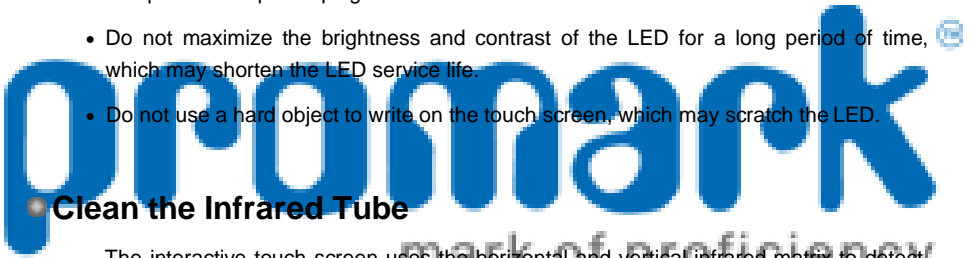 • Do not maximize the brightness and contrast of the LED for a long period of time,
which may shorten the LED service life.
• Do not use a hard object to write on the touch screen, which may scratch the LED.
promark
Clean the Infrared Tube
mark of proficiency
The interactive touch screen uses the horizontal and vertical infrared matrix to detect